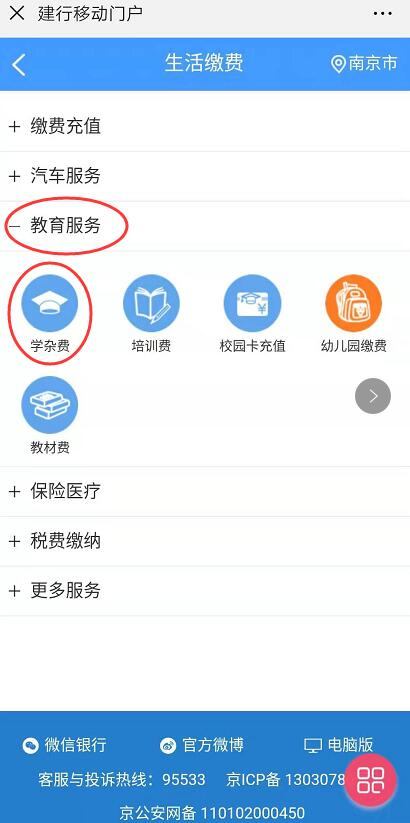 建行移动门户
生活缴费 南京市
缴费充值
汽车服务
教育服务
学杂费 培训费 校园卡充值 幼儿园缴费
教材费
保险医疗
税费缴纳
更多服务
微信银行 官方微博 电脑版
客服与投诉热线：95533 京ICP备 1303078
京公安网备 110102000450